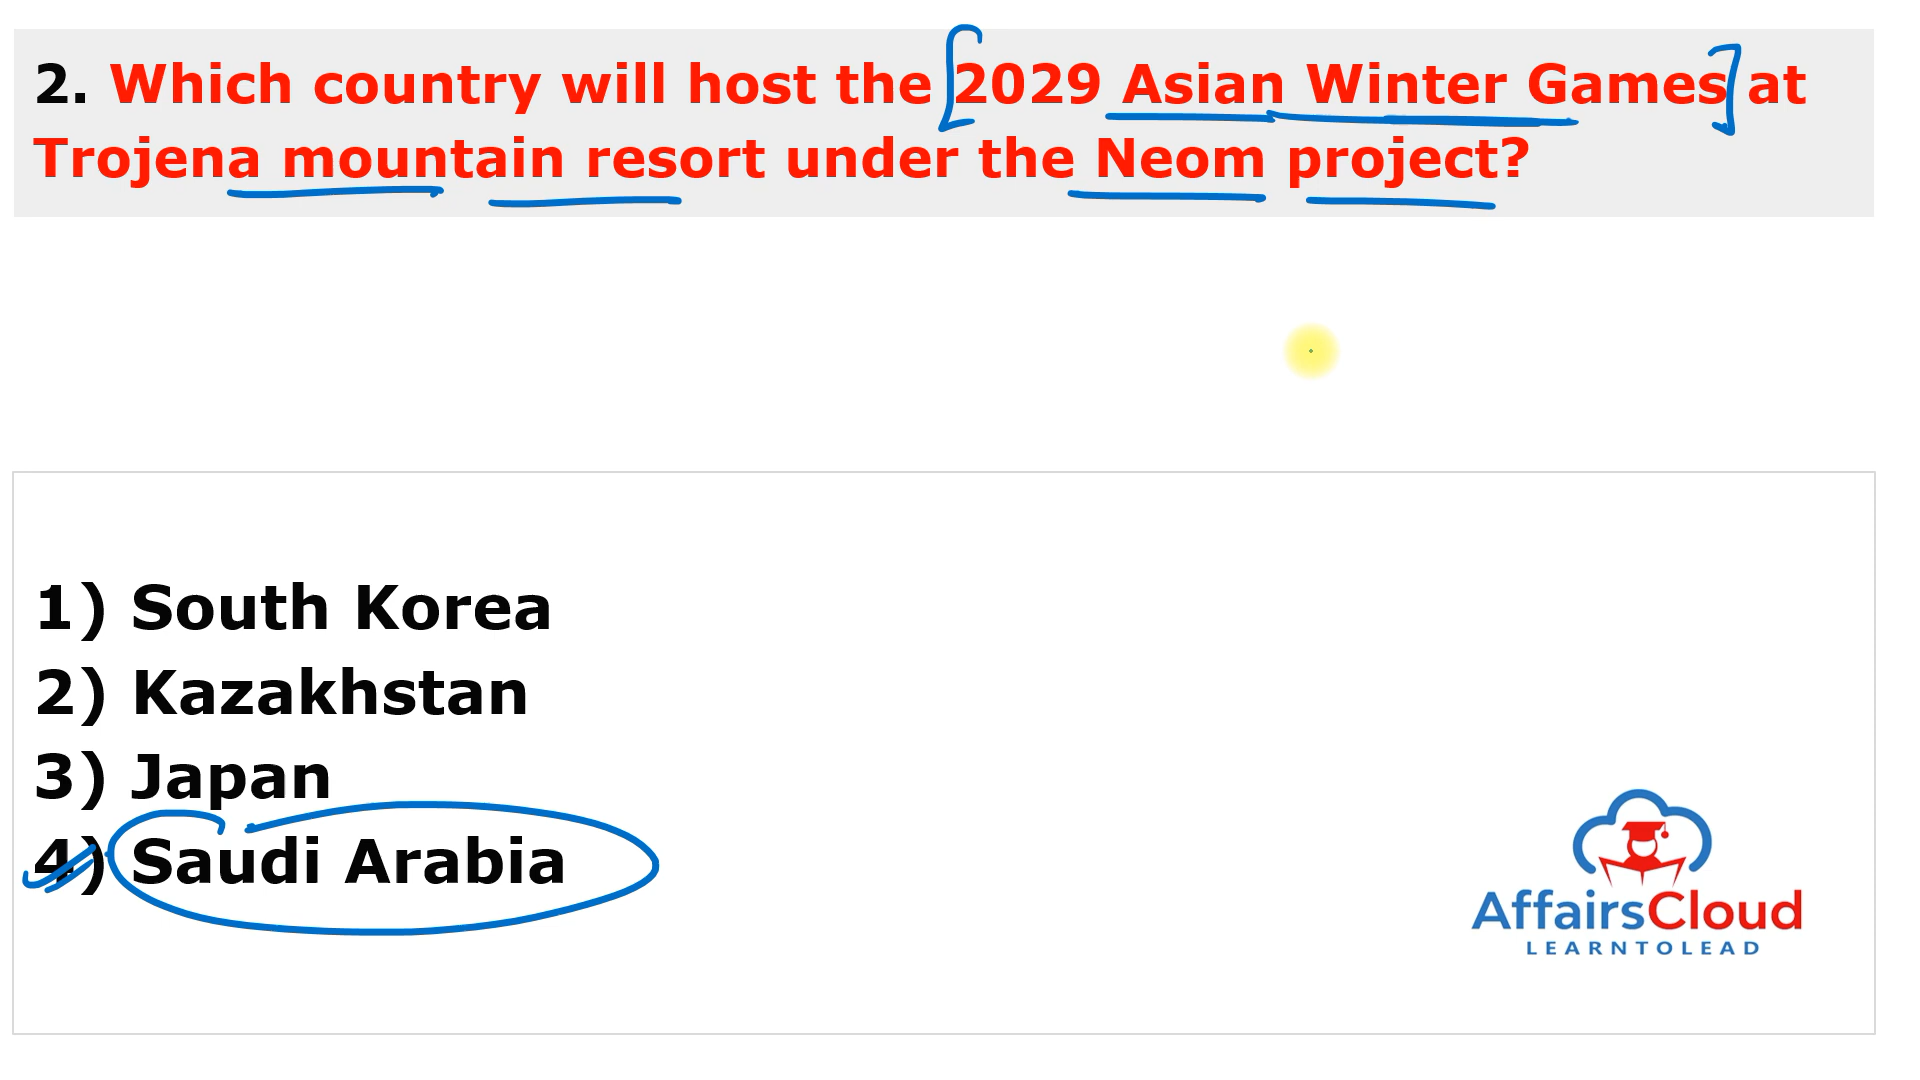 2. Which country will host the 2029 Asian Winter Games at
Trojena mountain resort under the Neom project?
1) South Korea
2) Kazakhstan
3) Japan
4) Saudi Arabia
AffairsCloud
LEARNTOLEAD